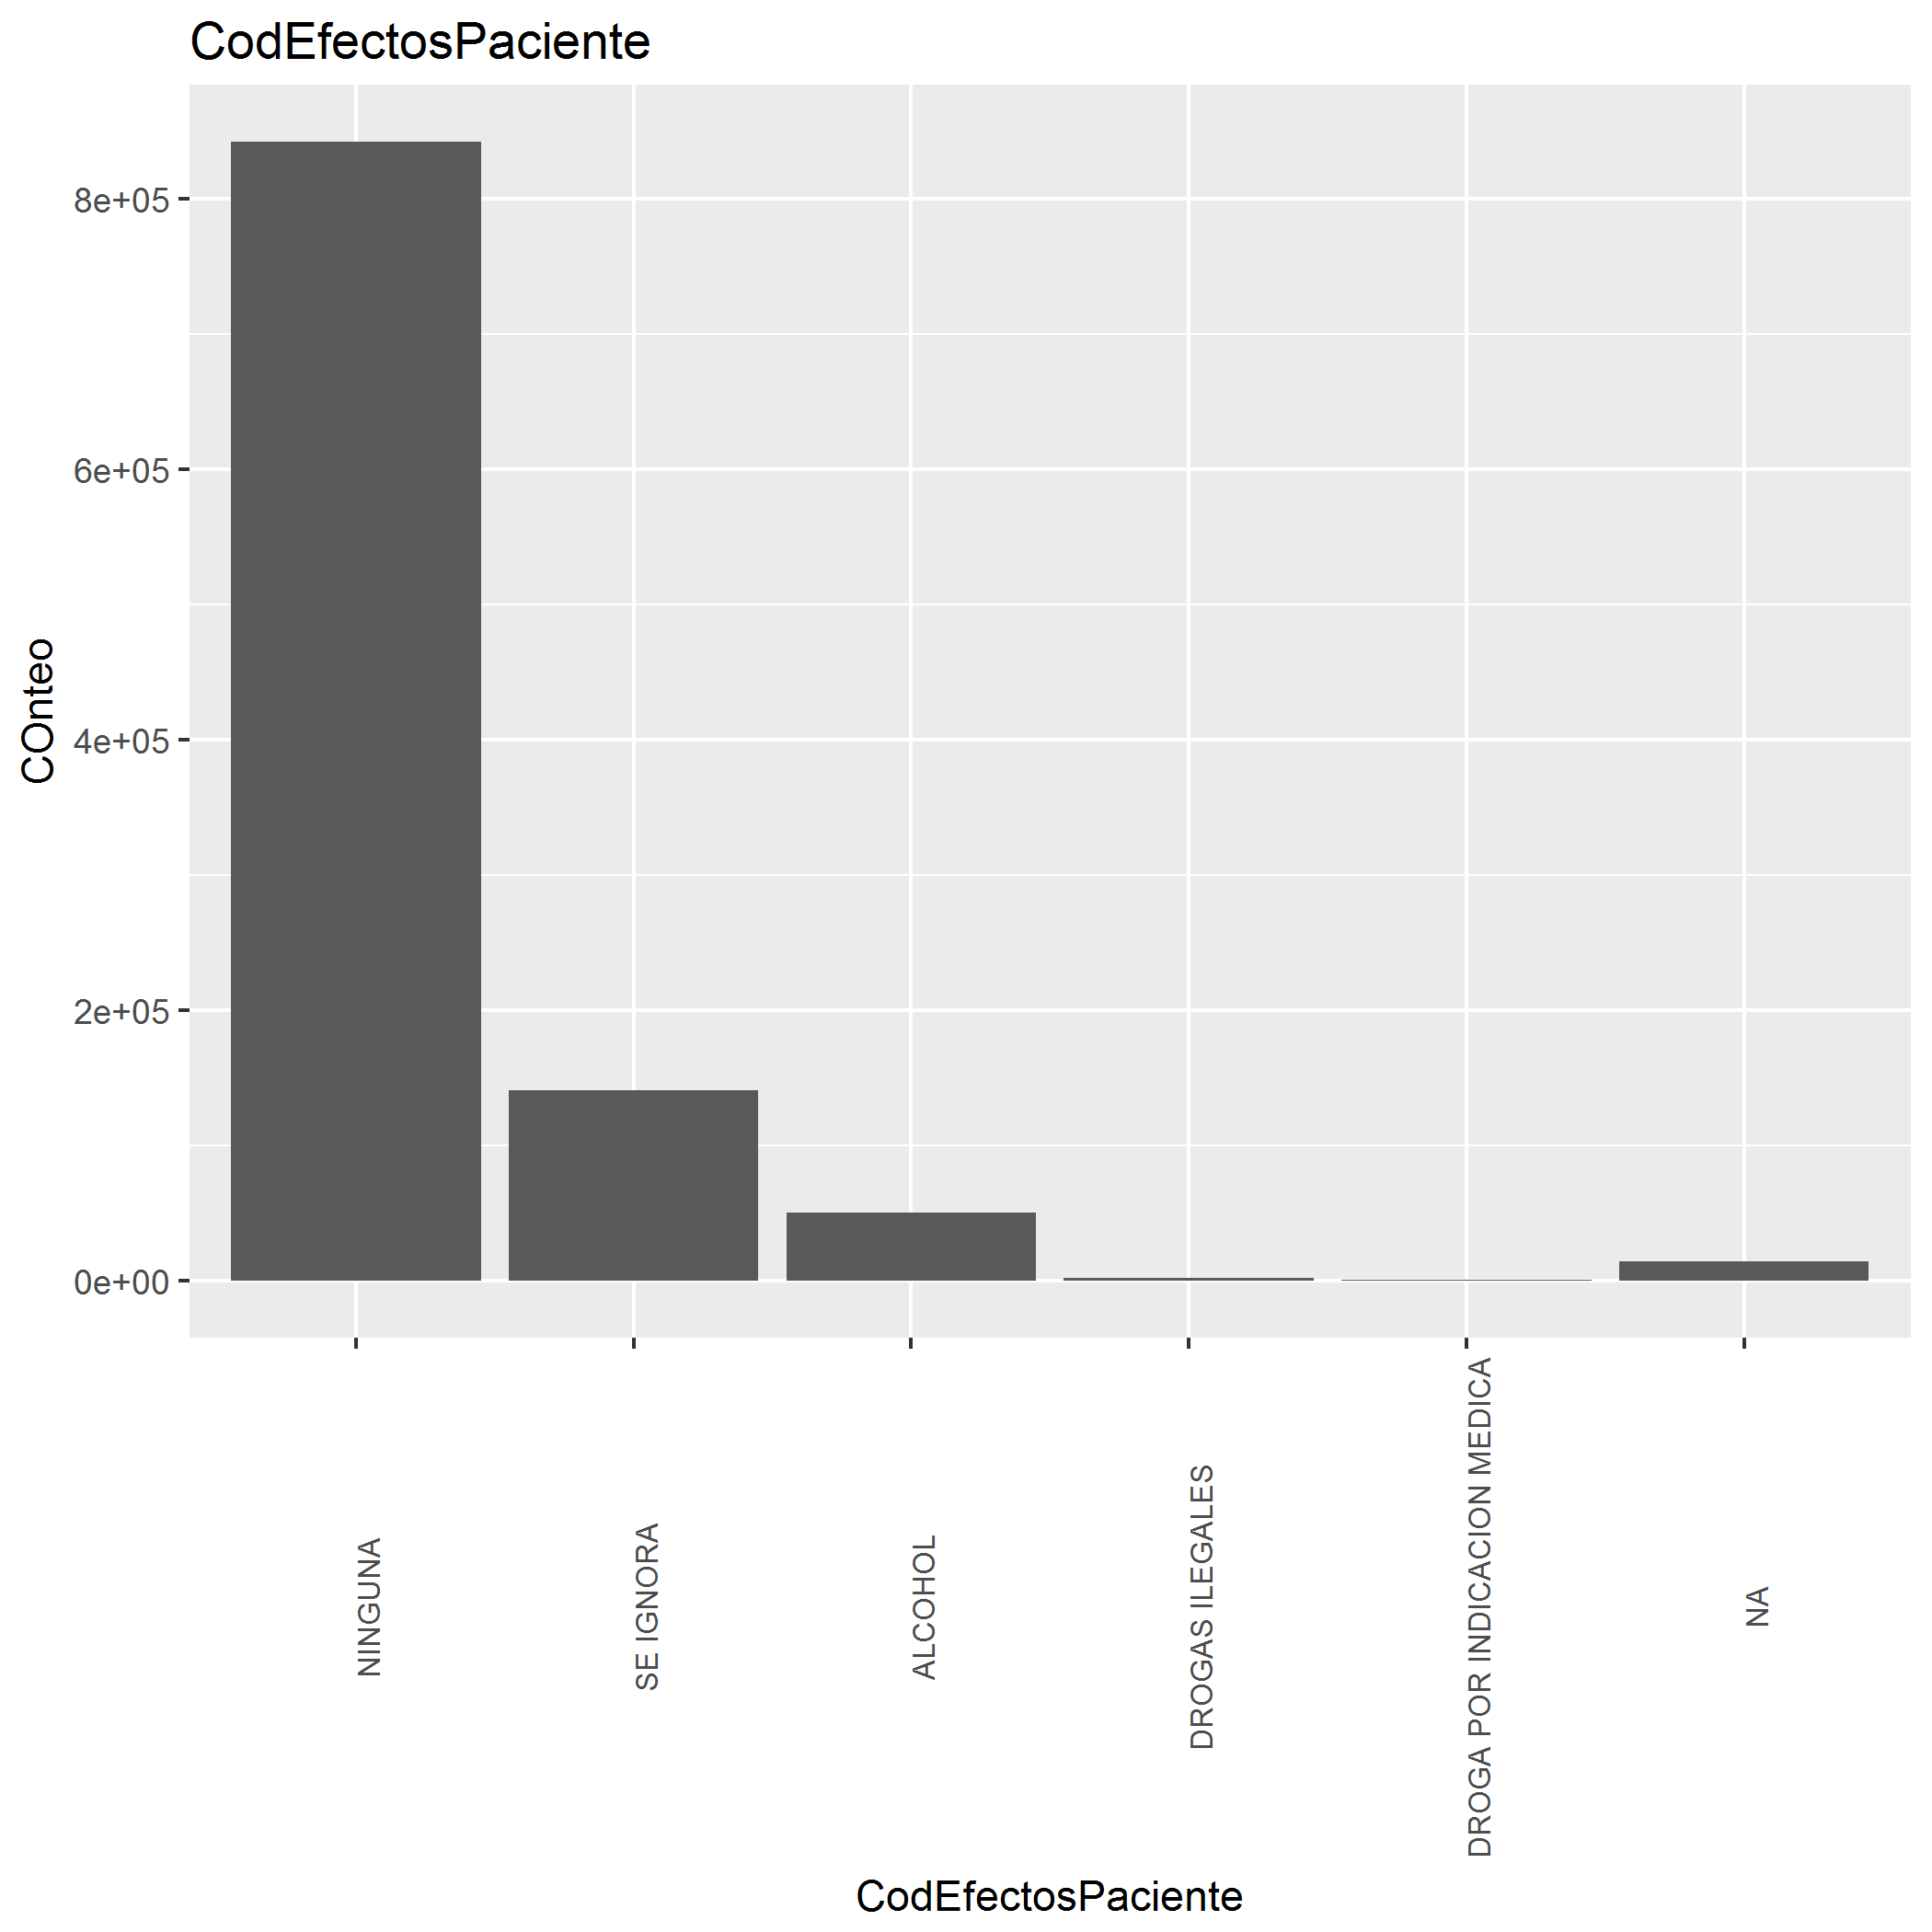 CodEfectosPaciente
COnteo
8e+05
6e+05
4e+05
2e+05
0e+00
NINGUNA
SE IGNORA
ALCOHOL
DROGAS ILEGALES
DROGA POR INDICACION MEDICA
NA
CodEfectosPaciente